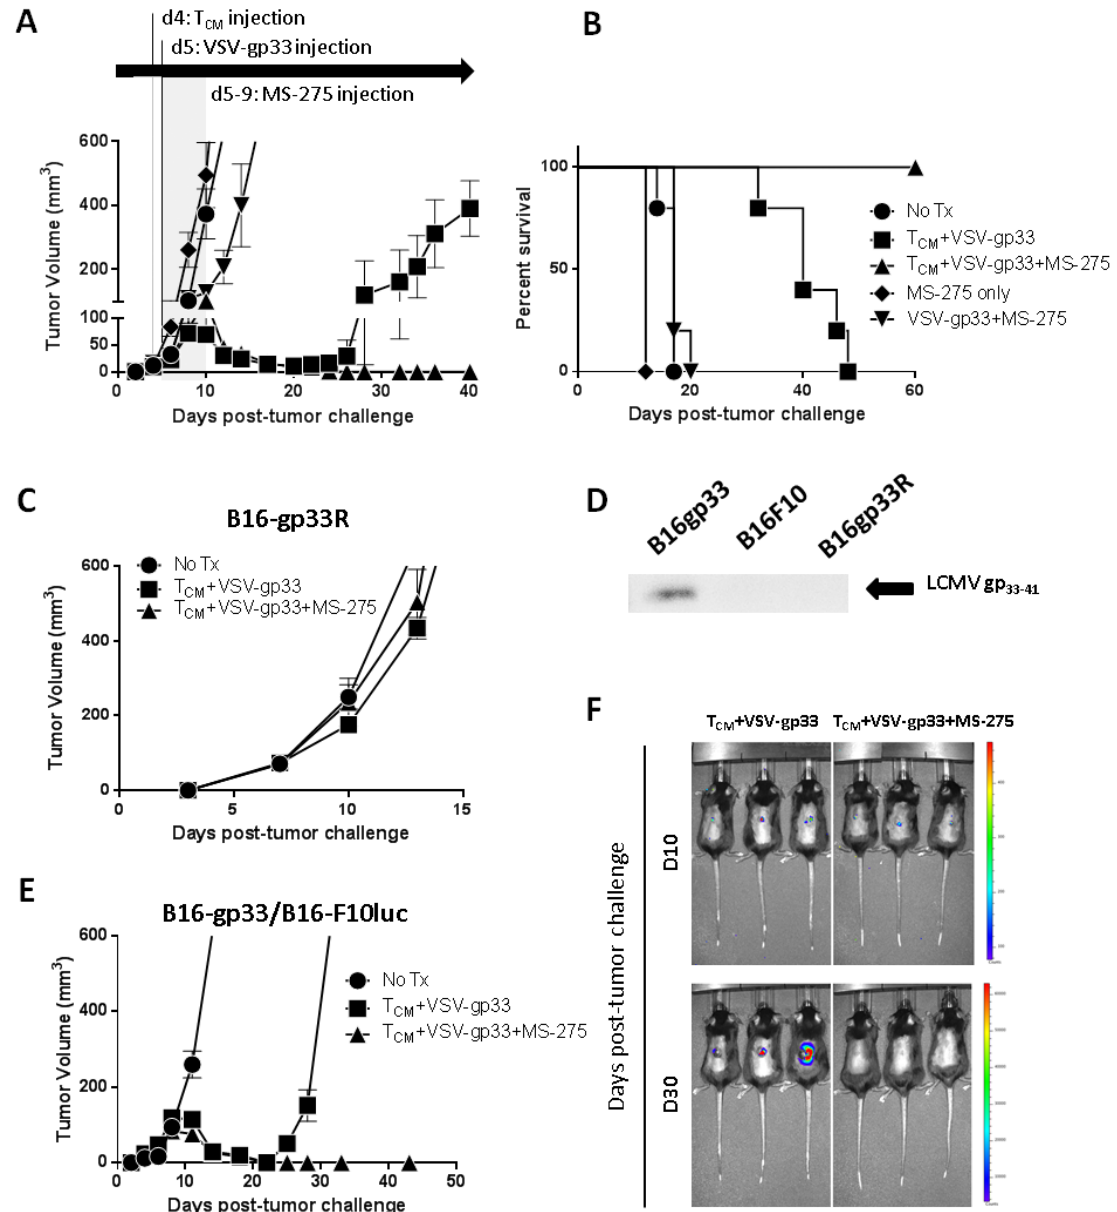 A
d4: TCM injection
d5: VSV-gp33 injection
d5-9: MS-275 injection
600
400
200
100
50
0
Tumor Volume (mm3)
0 10 20 30 40
Days post-tumor challenge
B
100
50
0
Percent survival
0 20 40 60
Days post-tumor challenge
No Tx
TCM+VSV-gp33
TCM+VSV-gp33+MS-275
MS-275 only
VSV-gp33+MS-275
C
B16-gp33R
No Tx
TCM+VSV-gp33
TCM+VSV-gp33+MS-275
600
400
200
0
Tumor Volume (mm3)
0 5 10 15
Days post-tumor challenge
D
B16gp33
B16F10
B16gp33R
LCMV gp33-41
E
B16-gp33/B16-F10luc
No Tx
TCM+VSV-gp33
TCM+VSV-gp33+MS-275
600
400
200
0
Tumor Volume (mm3)
0 10 20 30 40 50
Days post-tumor challenge
F
TCM+VSV-gp33 TCM+VSV-gp33+MS-275
Days post-tumor challenge
D10
D30